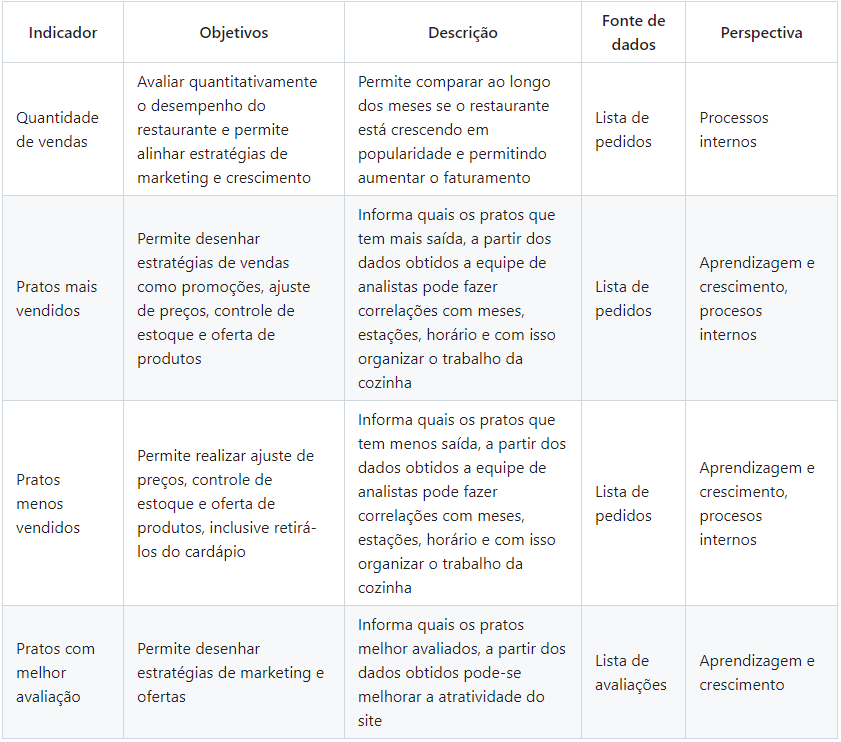 Indicador
Objetivos
Descrição
Fonte de
dados
Perspectiva
Quantidade
de vendas
Avaliar quantitativamente
o desempenho do
restaurante e permite
alinhar estratégias de
marketing e crescimento
Permite comparar ao longo
dos meses se o restaurante
está crescendo em
popularidade e permitindo
aumentar o faturamento
Lista de
pedidos
Processos
internos
Pratos mais
vendidos
Permite desenhar
estratégias de vendas
como promoções, ajuste
de preços, controle de
estoque e oferta de
produtos
Informa quais os pratos que
tem mais saída, a partir dos
dados obtidos a equipe de
analistas pode fazer
correlações com meses,
estações, horário e com isso
organizar o trabalho da
cozinha
Lista de
pedidos
Aprendizagem e
crescimento,
procesos
internos
Pratos
menos
vendidos
Permite realizar ajuste de
preços, controle de
estoque e oferta de
produtos, inclusive retirá-
los do cardápio
Informa quais os pratos que
tem menos saída, a partir dos
dados obtidos a equipe de
analistas pode fazer
correlações com meses,
estações, horário e com isso
organizar o trabalho da
cozinha
Lista de
pedidos
Aprendizagem e
crescimento,
procesos
internos
Pratos com
melhor
avaliação
Permite desenhar
estratégias de marketing e
ofertas
Informa quais os pratos
melhor avaliados, a partir dos
dados obtidos pode-se
melhorar a atratividade do
site
Lista de
avaliações
Aprendizagem e
crescimento